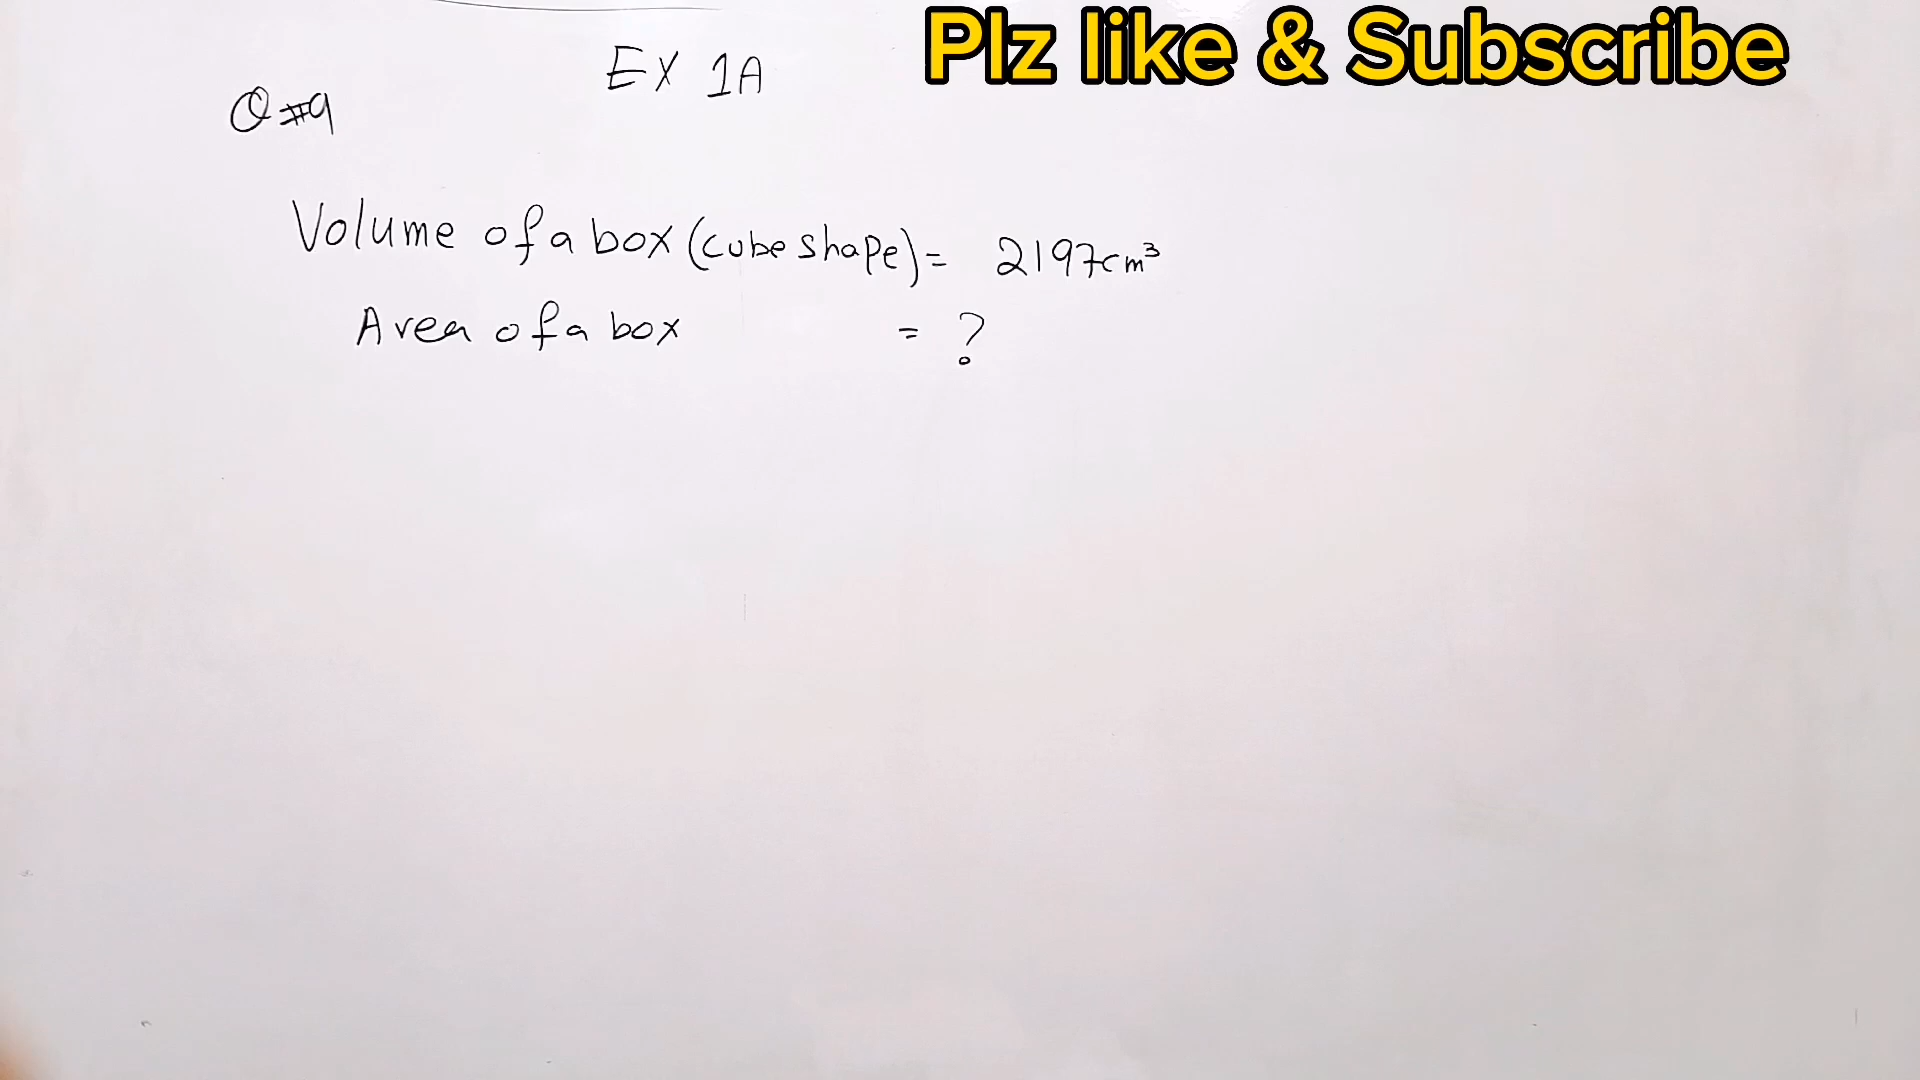 Plz like & Subscribe
EX 1A
Q#9
Volume of a box (cube shape) = 2197cm³
Area of a box = ?